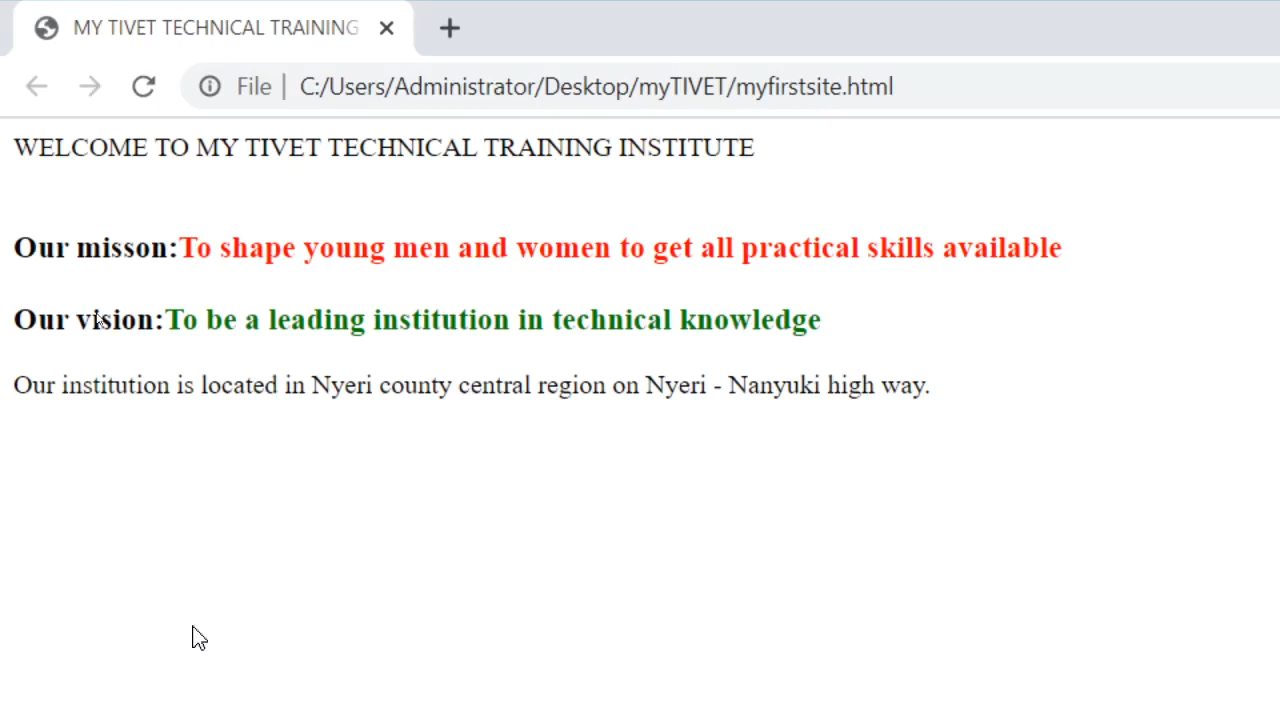 MY TIVET TECHNICAL TRAINING
File | C:/Users/Administrator/Desktop/myTIVET/myfirstsite.html
WELCOME TO MY TIVET TECHNICAL TRAINING INSTITUTE
Our misson:To shape young men and women to get all practical skills available
Our vision:To be a leading institution in technical knowledge
Our institution is located in Nyeri county central region on Nyeri - Nanyuki high way.